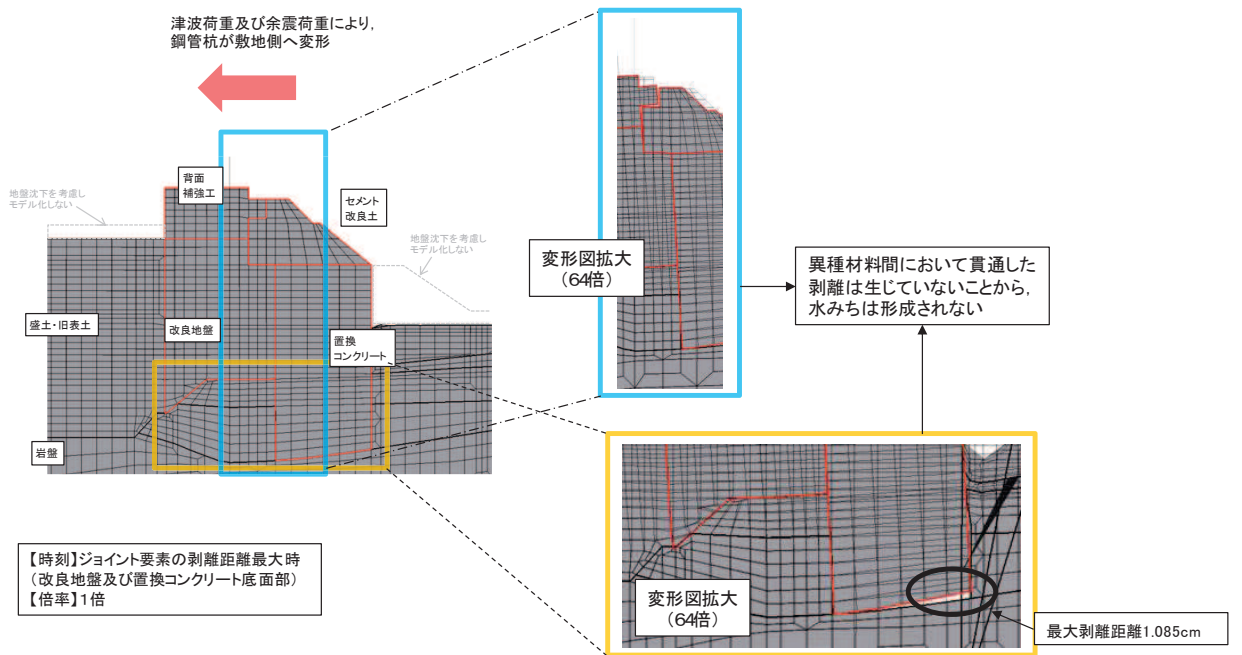 津波荷重及び余震荷重により,
鋼管杭が敷地側へ変形
背面
補強工
地盤沈下を考慮し
モデル化しない
セメント
改良土
地盤沈下を考慮し
モデル化しない
盛土・旧表土
改良地盤
置換
コンクリート
岩盤
変形図拡大
(64倍)
異種材料間において貫通した
剥離は生じていないことから,
水みちは形成されない
変形図拡大
(64倍)
最大剥離距離1.085cm
【時刻】ジョイント要素の剥離距離最大時
(改良地盤及び置換コンクリート底面部)
【倍率】1倍